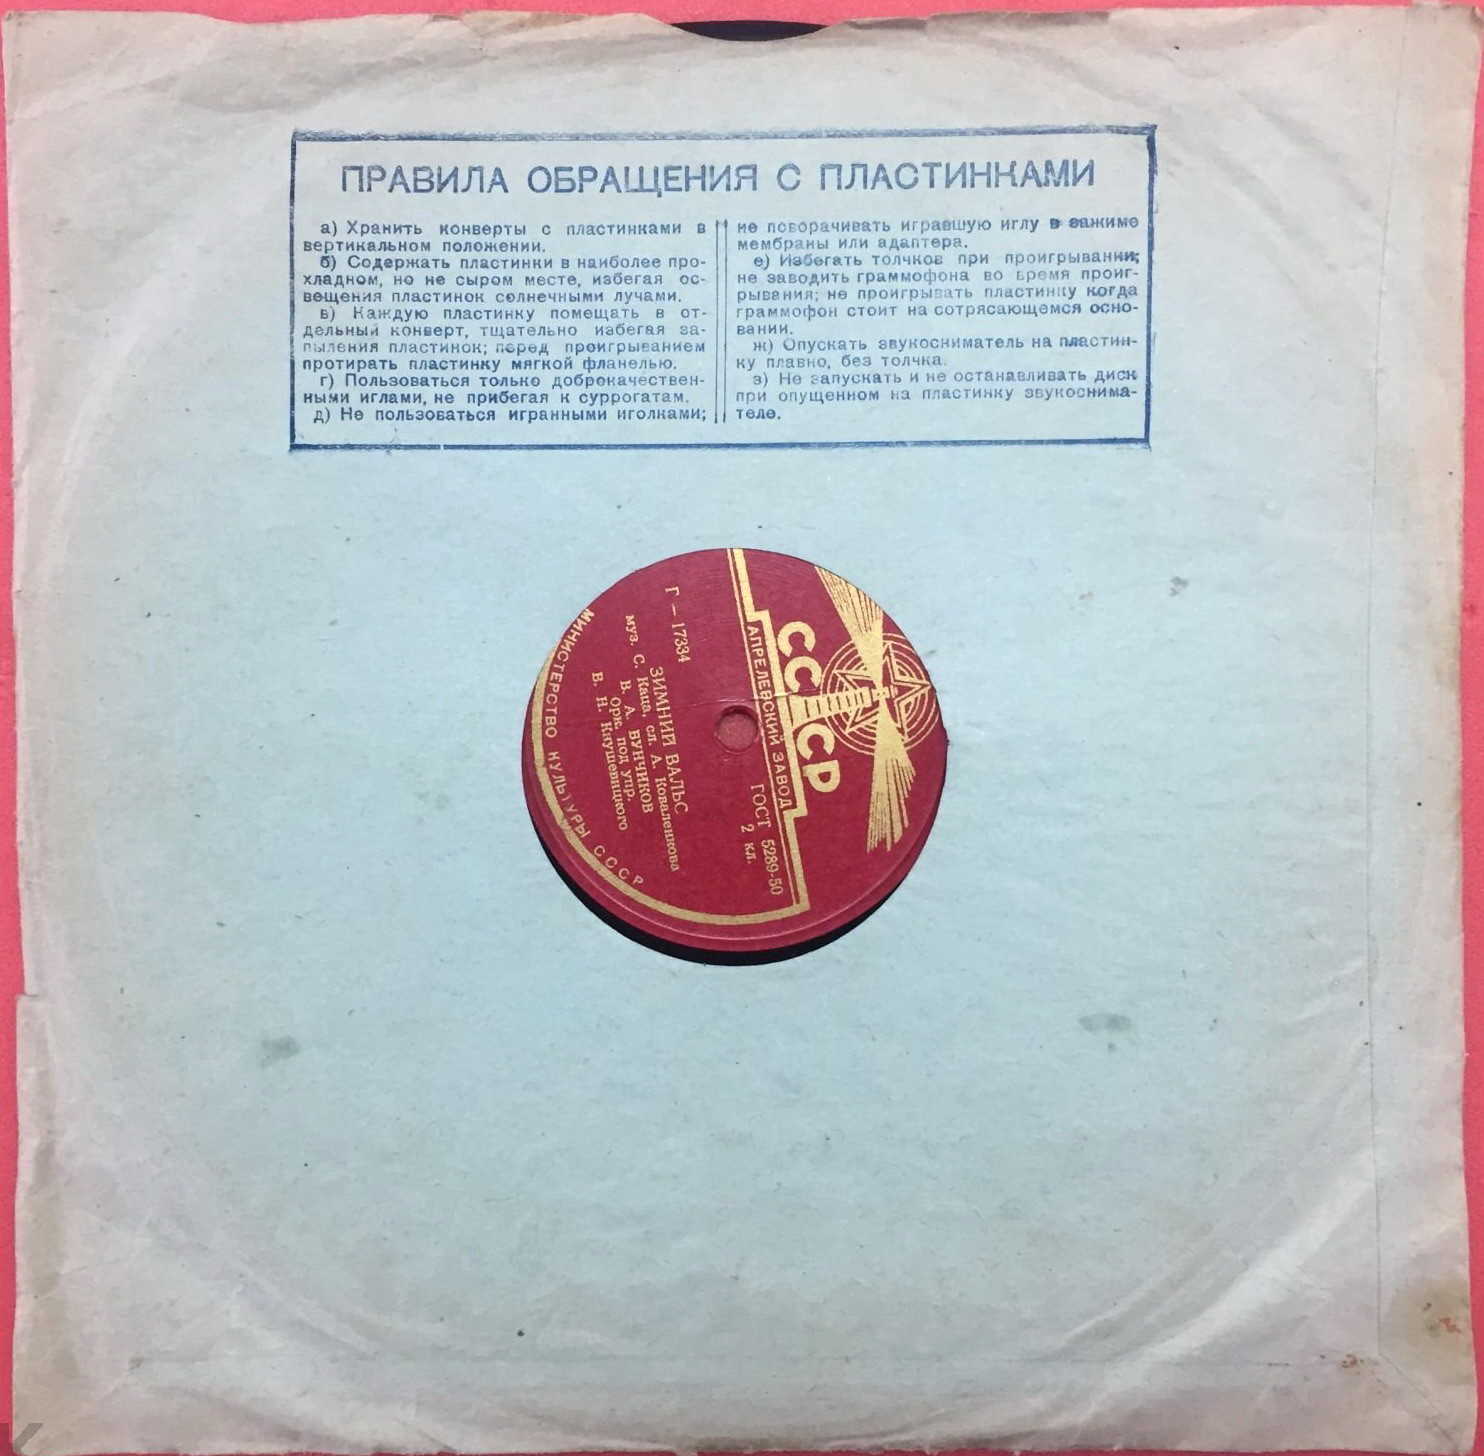 ПРАВИЛА ОБРАЩЕНИЯ С ПЛАСТИНКАМИ
а) Хранить конверты с пластинками в
вертикальном положении.
б) Содержать пластинки в наиболее про-
хладном, но не сыром месте, избегая ос-
вещения пластинок солнечными лучами.
в) Каждую пластинку помещать в от-
дельный конверт, тщательно избегая за-
пыления пластинок; перед проигрыванием
протирать пластинку мягкой фланелью.
г) Пользоваться только доброкачествен-
ными иглами, не прибегая к суррогатам.
д) Не пользоваться игранными иголками;
не поворачивать игравшую иглу в зажиме
мембраны или адаптера.
е) Избегать толчков при проигрывании;
не заводить граммофона во время проиг-
рывания; не проигрывать пластинку когда
граммофон стоит на сотрясающемся осно-
вании.
ж) Опускать звукосниматель на пластин-
ку плавно, без толчка.
з) Не запускать и не останавливать диск
при опущенном на пластинку звукоснима-
теле.
СССР
АПРЕЛЕВСКИЙ ЗАВОД
ГОСТ 5289-50
2 кл.
Г — 17334
ЗИМНИЙ ВАЛЬС
муз. С. Каца, сл. А. Коваленкова
В. А. БУНЧИКОВ
Орк. под упр.
В. Н. Кнушевицкого
МИНИСТЕРСТВО КУЛЬТУРЫ СССР